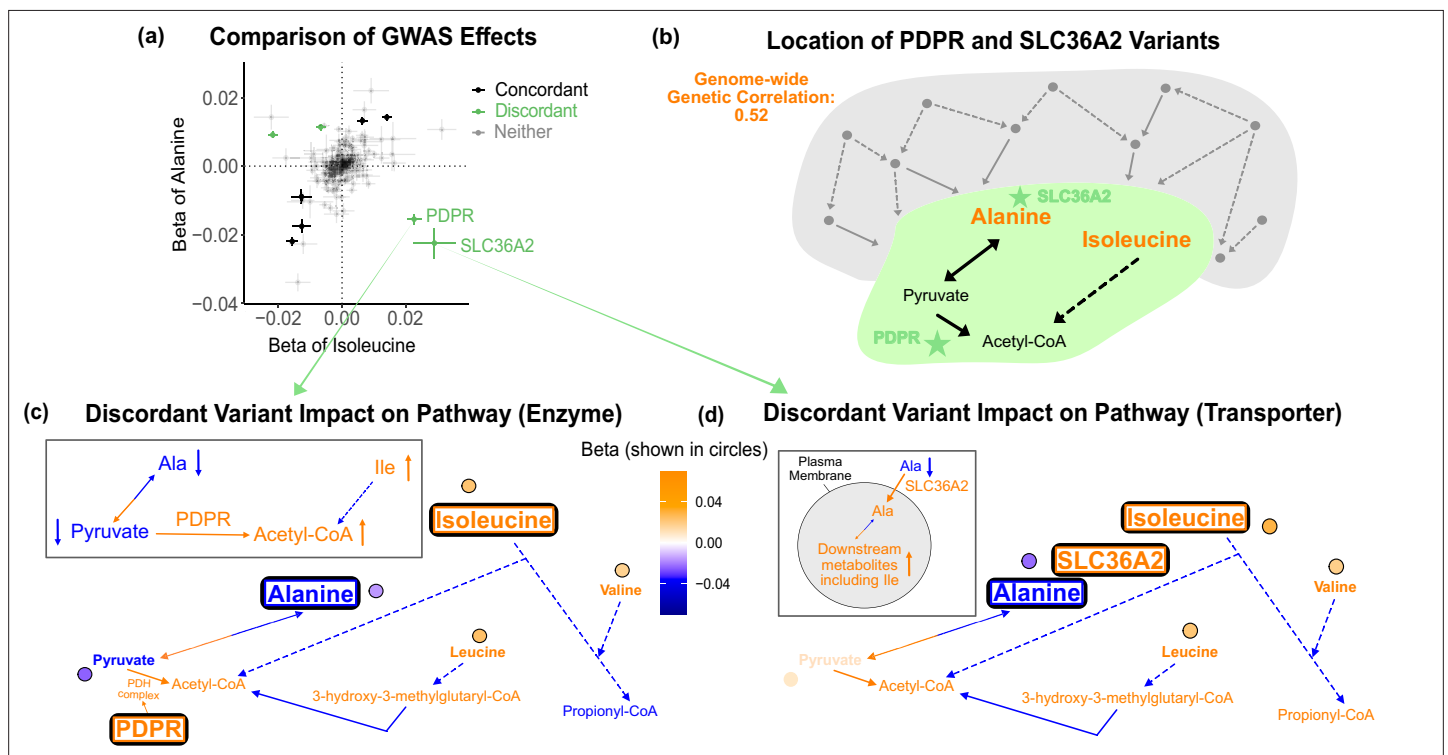 (a) Comparison of GWAS Effects
Concordant
Discordant
Neither
0.02
0.00
−0.02
−0.04
Beta of Alanine
−0.02
0.00
0.02
Beta of Isoleucine
PDPR
SLC36A2
(b) Location of PDPR and SLC36A2 Variants
Genome-wide
Genetic Correlation:
0.52
SLC36A2
Alanine
Isoleucine
Pyruvate
PDPR
Acetyl-CoA
(c) Discordant Variant Impact on Pathway (Enzyme)
Ala
Ile
Pyruvate
PDPR
Acetyl-CoA
Isoleucine
Alanine
Valine
Leucine
Pyruvate
PDH
complex
Acetyl-CoA
3-hydroxy-3-methylglutaryl-CoA
Propionyl-CoA
PDPR
Beta (shown in circles)
0.04
0.00
−0.04
(d) Discordant Variant Impact on Pathway (Transporter)
Plasma
Membrane
Ala
SLC36A2
Ala
Downstream
metabolites
including Ile
Isoleucine
SLC36A2
Alanine
Valine
Leucine
Pyruvate
Acetyl-CoA
3-hydroxy-3-methylglutaryl-CoA
Propionyl-CoA